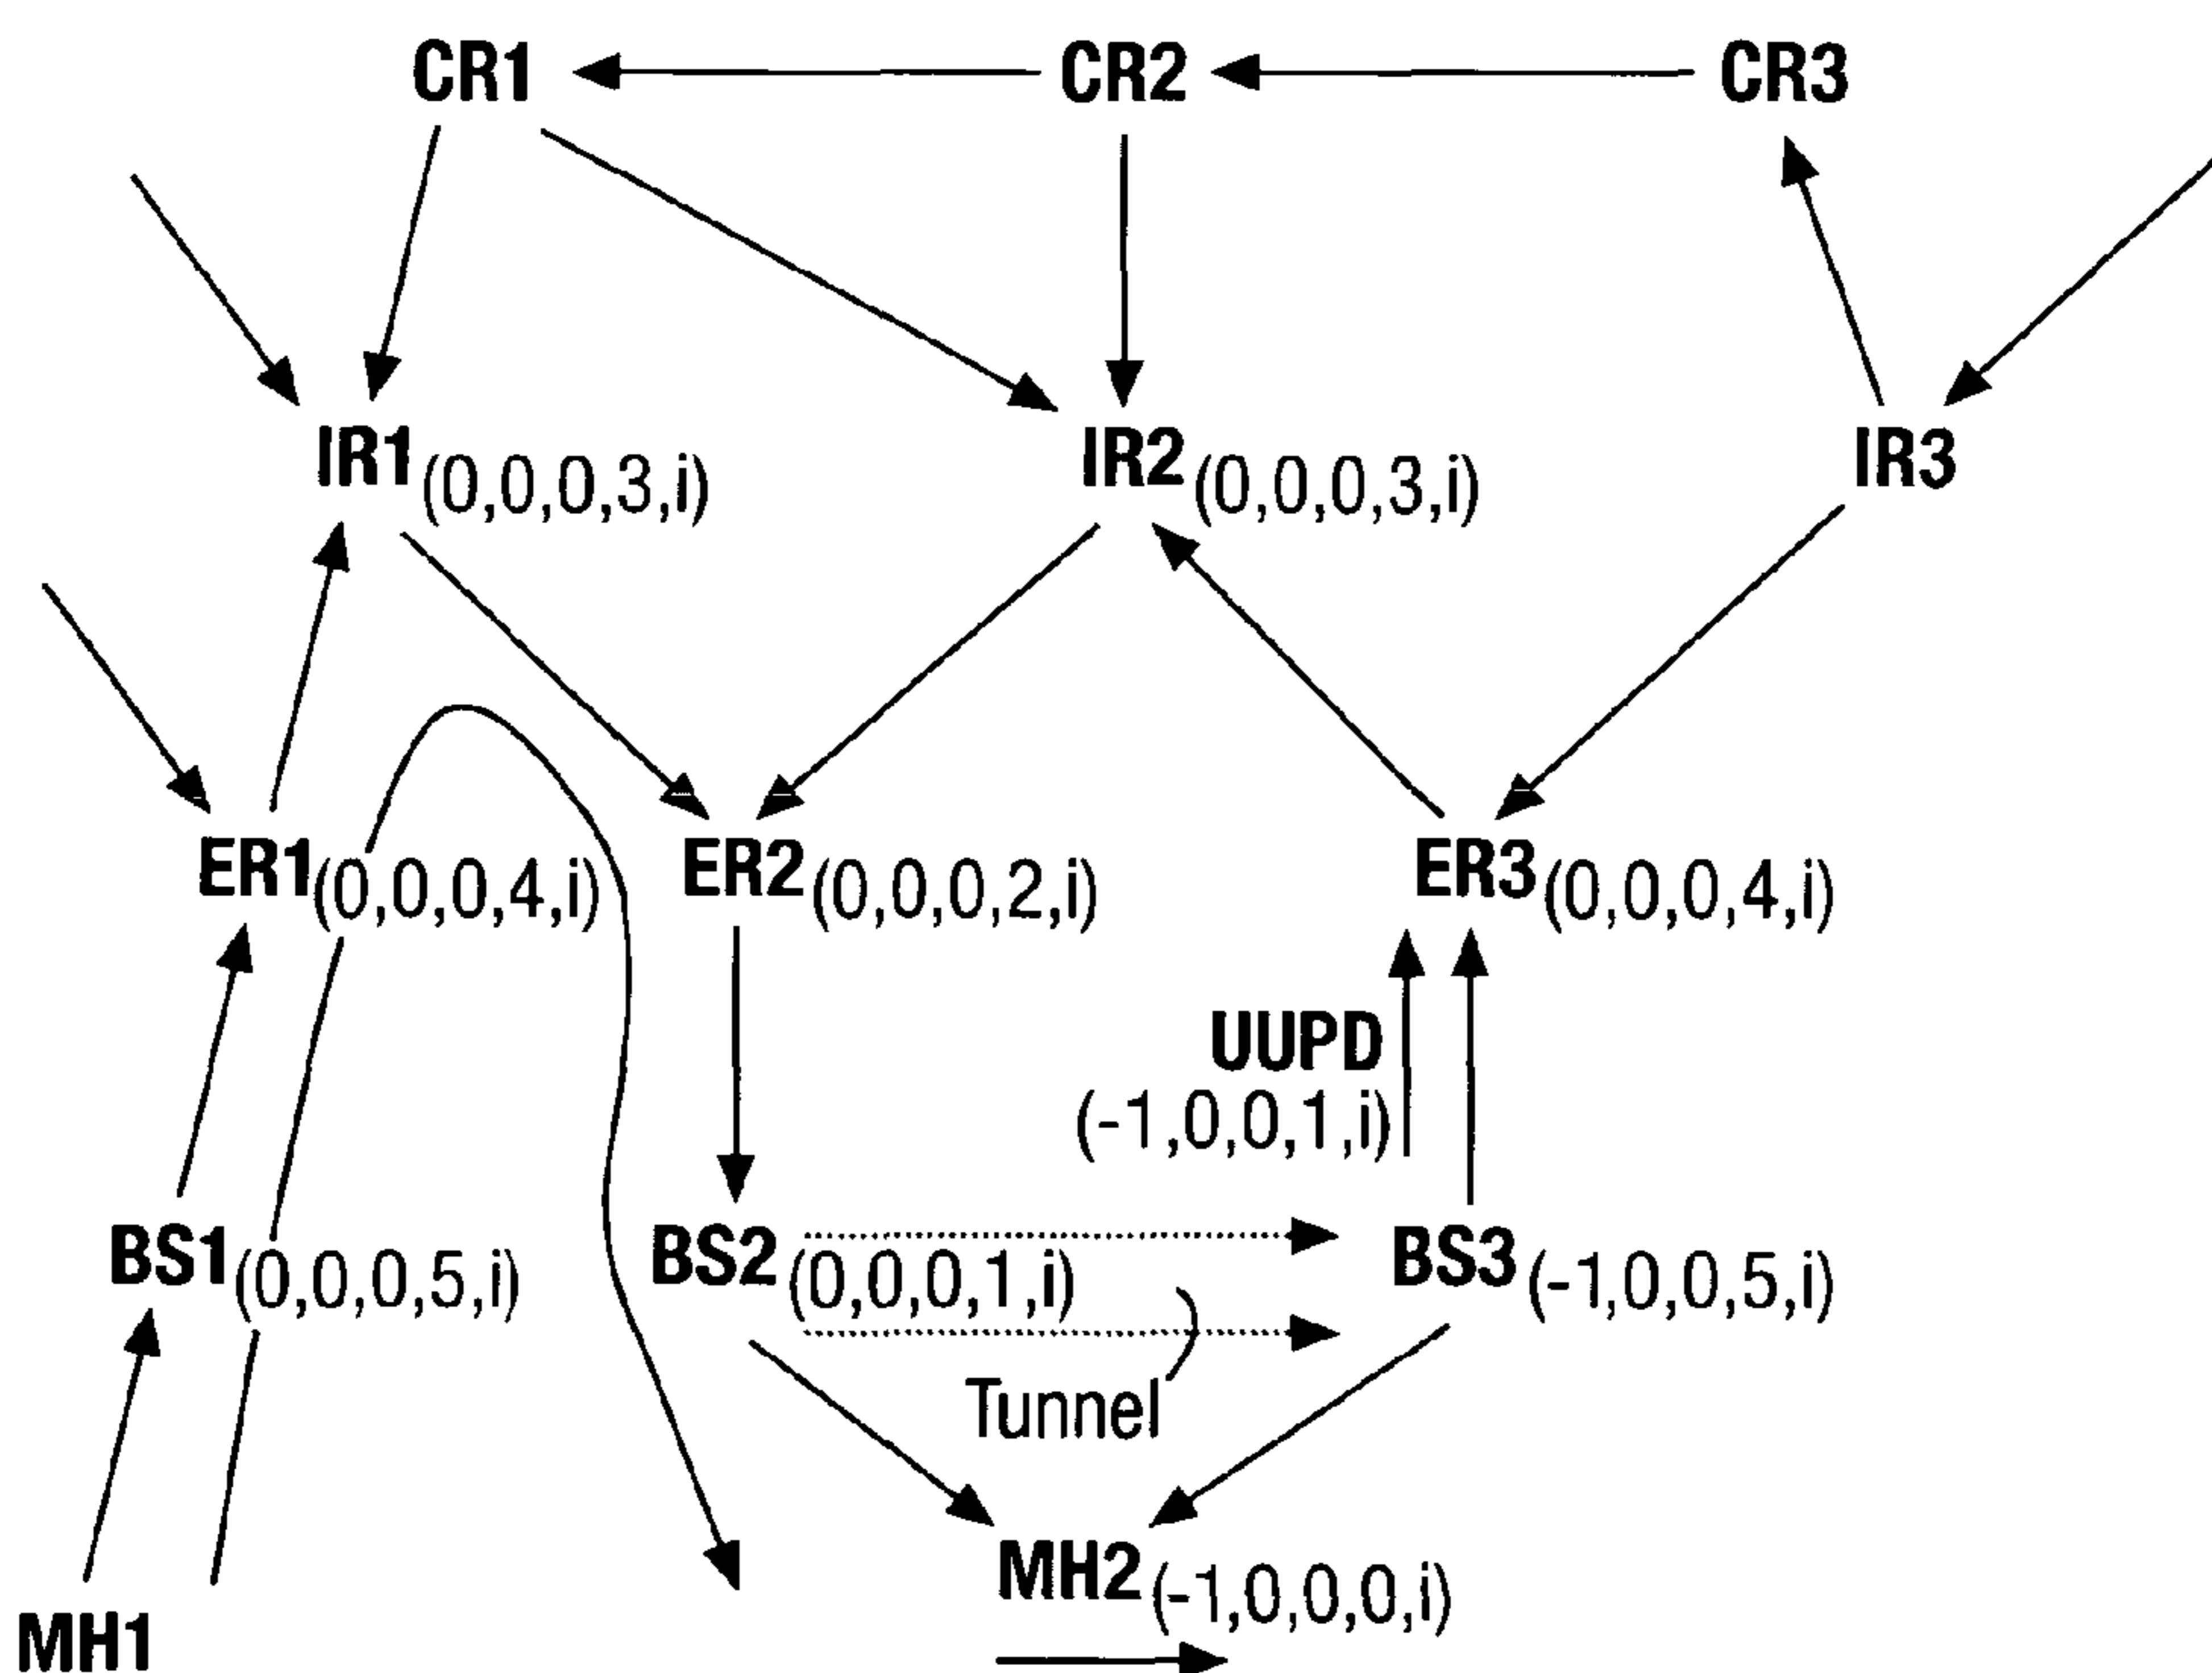 CR1 CR2 CR3
IR1(0,0,0,3,i) IR2(0,0,0,3,i) IR3
ER1(0,0,0,4,i) ER2(0,0,0,2,i) ER3(0,0,0,4,i)
UUPD
(-1,0,0,1,i)
BS1(0,0,0,5,i) BS2(0,0,0,1,i) BS3(-1,0,0,5,i)
Tunnel
MH2(-1,0,0,0,i)
MH1